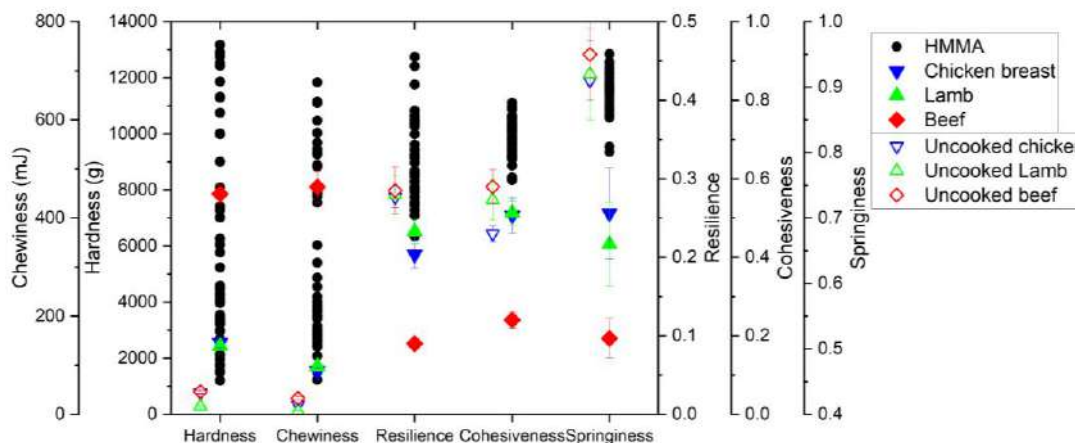 Chewiness (mJ)
800
600
400
200
0
Hardness (g)
14000
12000
10000
8000
6000
4000
2000
0
Hardness
Chewiness
Resilience
Cohesiveness
Springiness
0.5
0.4
0.3
0.2
0.1
0.0
Resilience
1.0
0.8
0.6
0.4
0.2
0.0
Cohesiveness
1.0
0.9
0.8
0.7
0.6
0.5
0.4
Springiness
HMMA
Chicken breast
Lamb
Beef
Uncooked chicken
Uncooked Lamb
Uncooked beef